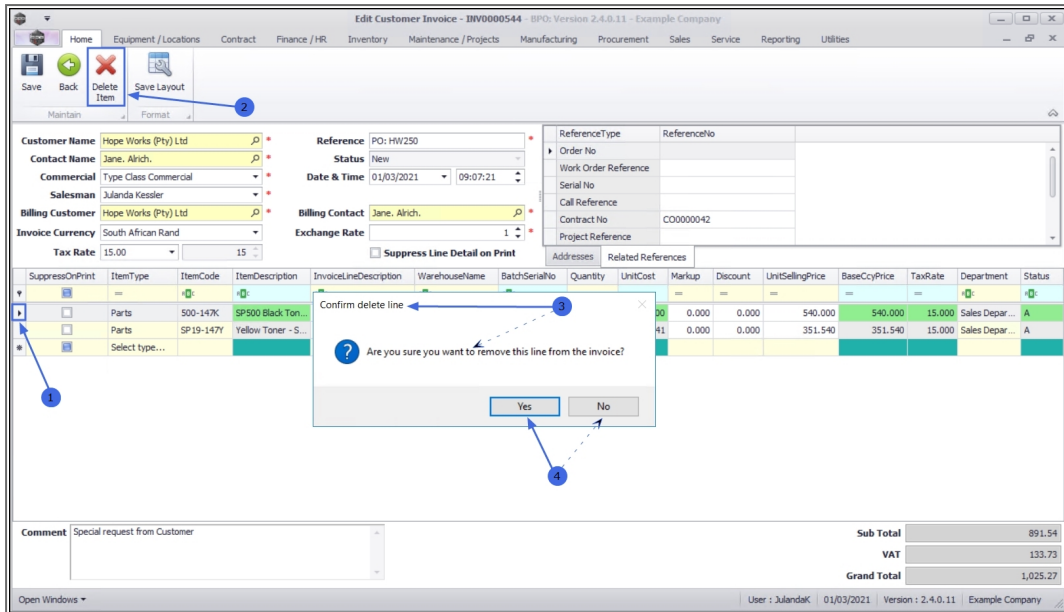 Edit Customer Invoice - INV0000544 - BPO: Version 2.4.0.11 - Example Company
Home Equipment / Locations Contract Finance / HR Inventory Maintenance / Projects Manufacturing Procurement Sales Service Reporting Utilities
Save Back Delete Item Save Layout
2
Maintain Format
Customer Name Hope Works (Pty) Ltd * Reference PO: HW250 *
Contact Name Jane. Alrich. * Status New
Commercial Type Class Commercial * Date & Time 01/03/2021 09:07:21
Salesman Julanda Kessler *
Billing Customer Hope Works (Pty) Ltd * Billing Contact Jane. Alrich. *
Invoice Currency South African Rand Exchange Rate 1 *
Tax Rate 15.00 15 Suppress Line Detail on Print
ReferenceType ReferenceNo
Order No
Work Order Reference
Serial No
Call Reference
Contract No CO0000042
Project Reference
Addresses Related References
SuppressOnPrint ItemType ItemCode ItemDescription InvoiceLineDescription WarehouseName BatchSerialNo Quantity UnitCost Markup Discount UnitSellingPrice BaseCcyPrice TaxRate Department Status
Parts 500-147K SP500 Black Ton... 00 0.000 0.000 540.000 540.000 15.000 Sales Depar... A
Parts SP19-147Y Yellow Toner - S... 41 0.000 0.000 351.540 351.540 15.000 Sales Depar... A
Select type...
1
Confirm delete line
3
Are you sure you want to remove this line from the invoice?
Yes No
4
Comment Special request from Customer
Sub Total 891.54
VAT 133.73
Grand Total 1,025.27
Open Windows User : JulandaK 01/03/2021 Version : 2.4.0.11 Example Company